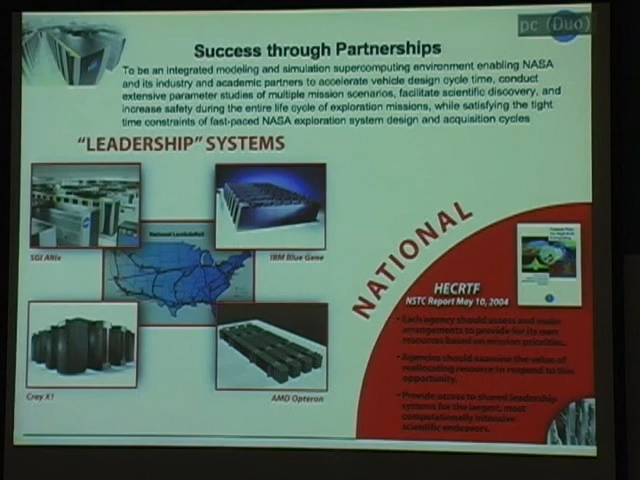 pc (Duo)
Success through Partnerships
To be an integrated modeling and simulation supercomputing environment enabling NASA
and its industry and academic partners to accelerate vehicle design cycle time, conduct
extensive parameter studies of multiple mission scenarios, facilitate scientific discovery, and
increase safety during the entire life cycle of exploration missions, while satisfying the tight
time constraints of fast-paced NASA exploration system design and acquisition cycles
"LEADERSHIP" SYSTEMS
SGI Altix
IBM Blue Gene
National LambdaRail
Cray X1
AMD Opteron
NATIONAL
HECRTF
NSTC Report May 10, 2004
• Each agency should assess and make
arrangements to provide for its own
resources based on mission priorities.
• Agencies should examine the value of
reallocating resource to respond to this
opportunity.
• Provide access to shared leadership
systems for the largest, most
computationally intensive
scientific endeavors.